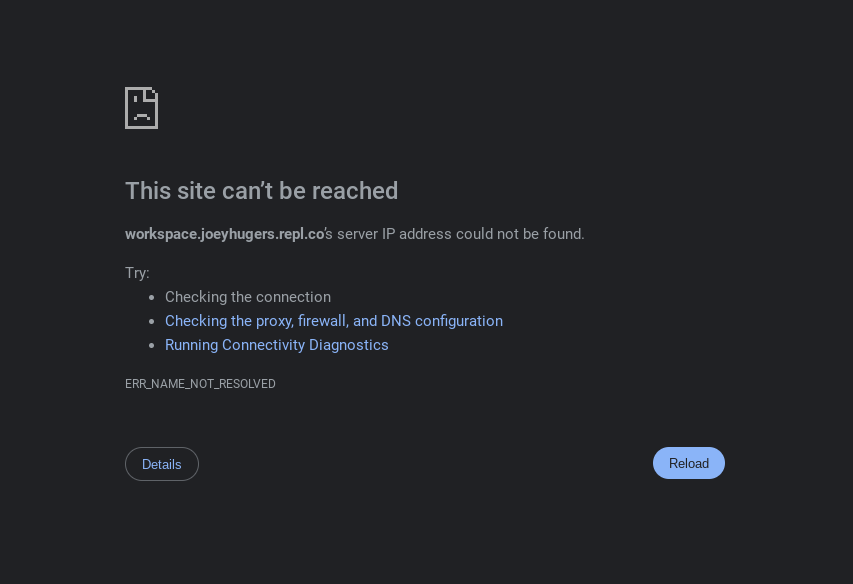 This site can’t be reached
workspace.joeyhugers.repl.co’s server IP address could not be found.
Try:
Checking the connection
Checking the proxy, firewall, and DNS configuration
Running Connectivity Diagnostics
ERR_NAME_NOT_RESOLVED
Details
Reload